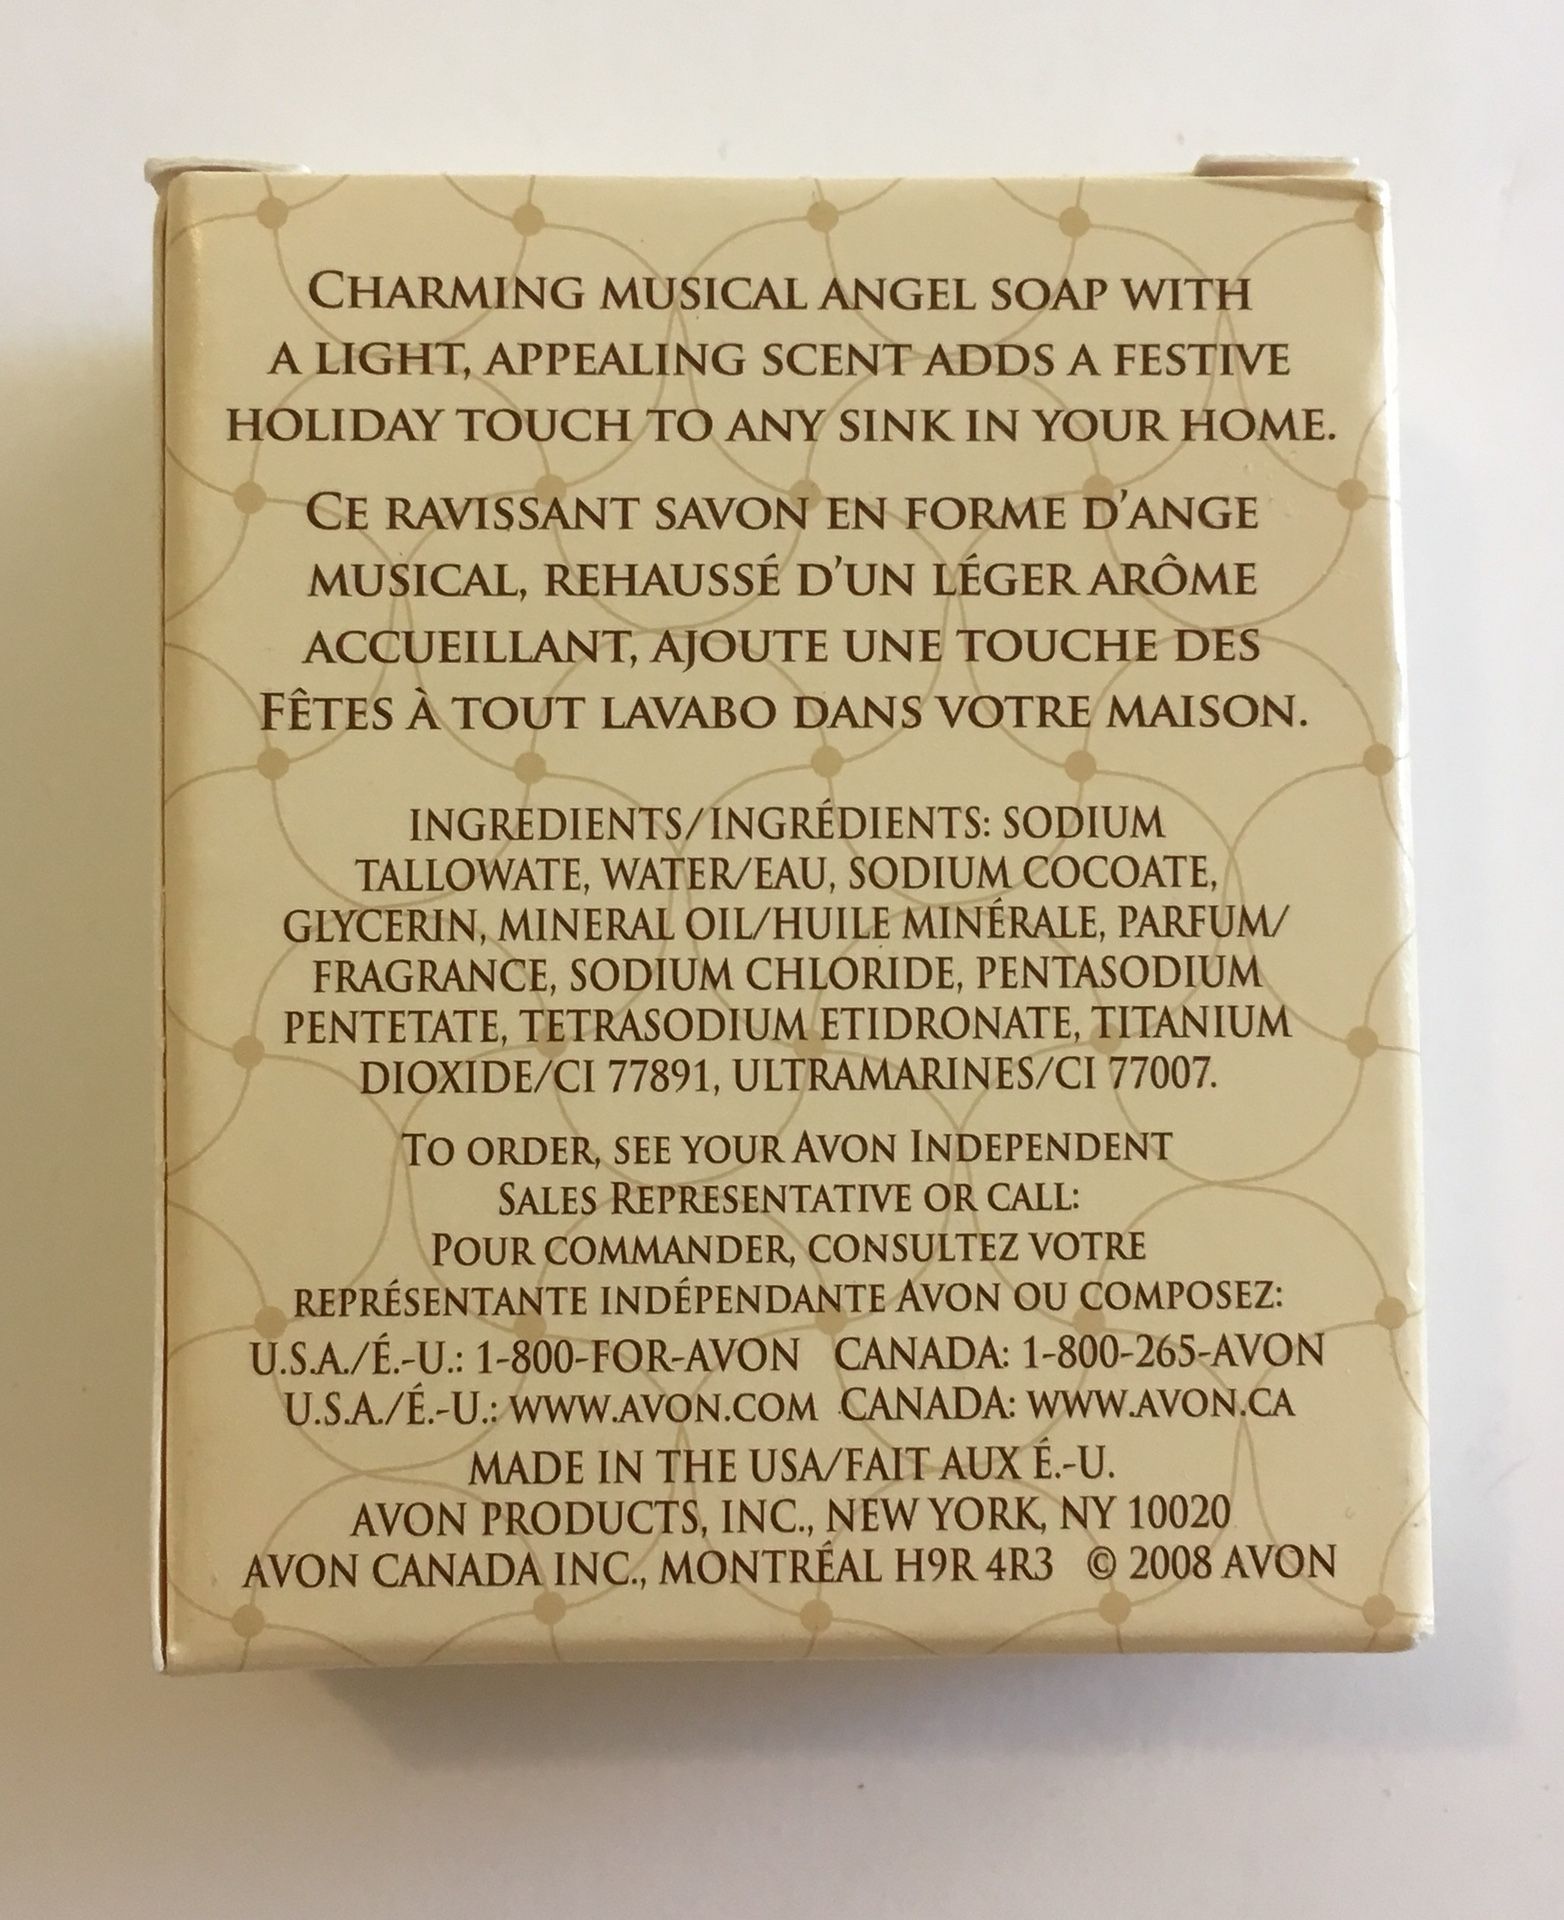 CHARMING MUSICAL ANGEL SOAP WITH
A LIGHT, APPEALING SCENT ADDS A FESTIVE
HOLIDAY TOUCH TO ANY SINK IN YOUR HOME.
CE RAVISSANT SAVON EN FORME D'ANGE
MUSICAL, REHAUSSÉ D'UN LÉGER ARÔME
ACCUEILLANT, AJOUTE UNE TOUCHE DES
FÊTES À TOUT LAVABO DANS VOTRE MAISON.
INGREDIENTS/INGRÉDIENTS: SODIUM
TALLOWATE, WATER/EAU, SODIUM COCOATE,
GLYCERIN, MINERAL OIL/HUILE MINÉRALE, PARFUM/
FRAGRANCE, SODIUM CHLORIDE, PENTASODIUM
PENTETATE, TETRASODIUM ETIDRONATE, TITANIUM
DIOXIDE/CI 77891, ULTRAMARINES/CI 77007.
TO ORDER, SEE YOUR AVON INDEPENDENT
SALES REPRESENTATIVE OR CALL:
POUR COMMANDER, CONSULTEZ VOTRE
REPRÉSENTANTE INDÉPENDANTE AVON OU COMPOSEZ:
U.S.A./É.-U.: 1-800-FOR-AVON CANADA: 1-800-265-AVON
U.S.A./É.-U.: WWW.AVON.COM CANADA: WWW.AVON.CA
MADE IN THE USA/FAIT AUX É.-U.
AVON PRODUCTS, INC., NEW YORK, NY 10020
AVON CANADA INC., MONTRÉAL H9R 4R3 © 2008 AVON